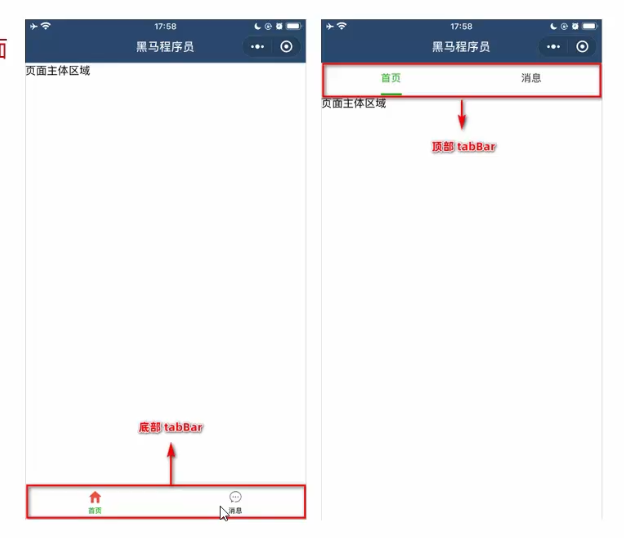 面
17:58
黑马程序员
页面主体区域
底部 tabBar
首页
消息
17:58
黑马程序员
首页
消息
页面主体区域
顶部 tabBar